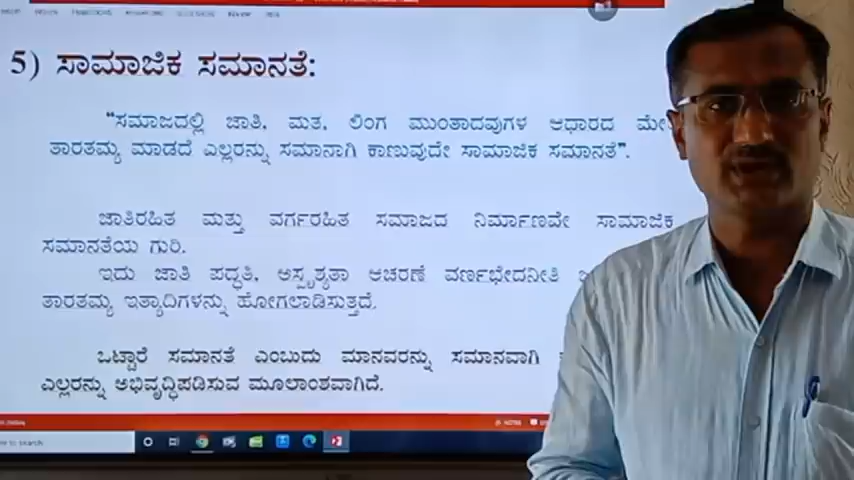 5) ಸಾಮಾಜಿಕ ಸಮಾನತೆ:
"ಸಮಾಜದಲ್ಲಿ ಜಾತಿ, ಮತ, ಲಿಂಗ ಮುಂತಾದವುಗಳ ಆಧಾರದ
ತಾರತಮ್ಯ ಮಾಡದೆ ಎಲ್ಲರನ್ನು ಸಮಾನಾಗಿ ಕಾಣುವುದೇ ಸಾಮಾಜಿಕ ಸಮಾನತೆ".
ಜಾತಿರಹಿತ ಮತ್ತು ವರ್ಗರಹಿತ ಸಮಾಜದ ನಿರ್ಮಾಣವೇ ಸಾಮಾಜಿಕ
ಸಮಾನತೆಯ ಗುರಿ.
ಇದು ಜಾತಿ ಪದ್ಧತಿ, ಅಸ್ಪೃಶ್ಯತಾ ಆಚರಣೆ ವರ್ಣಭೇದನೀತಿ
ತಾರತಮ್ಯ ಇತ್ಯಾದಿಗಳನ್ನು ಹೋಗಲಾಡಿಸುತ್ತದೆ.
ಒಟ್ಟಾರೆ ಸಮಾನತೆ ಎಂಬುದು ಮಾನವರನ್ನು ಸಮಾನವಾಗಿ
ಎಲ್ಲರನ್ನು ಅಭಿವೃದ್ಧಿಪಡಿಸುವ ಮೂಲಾಂಶವಾಗಿದೆ.
to search